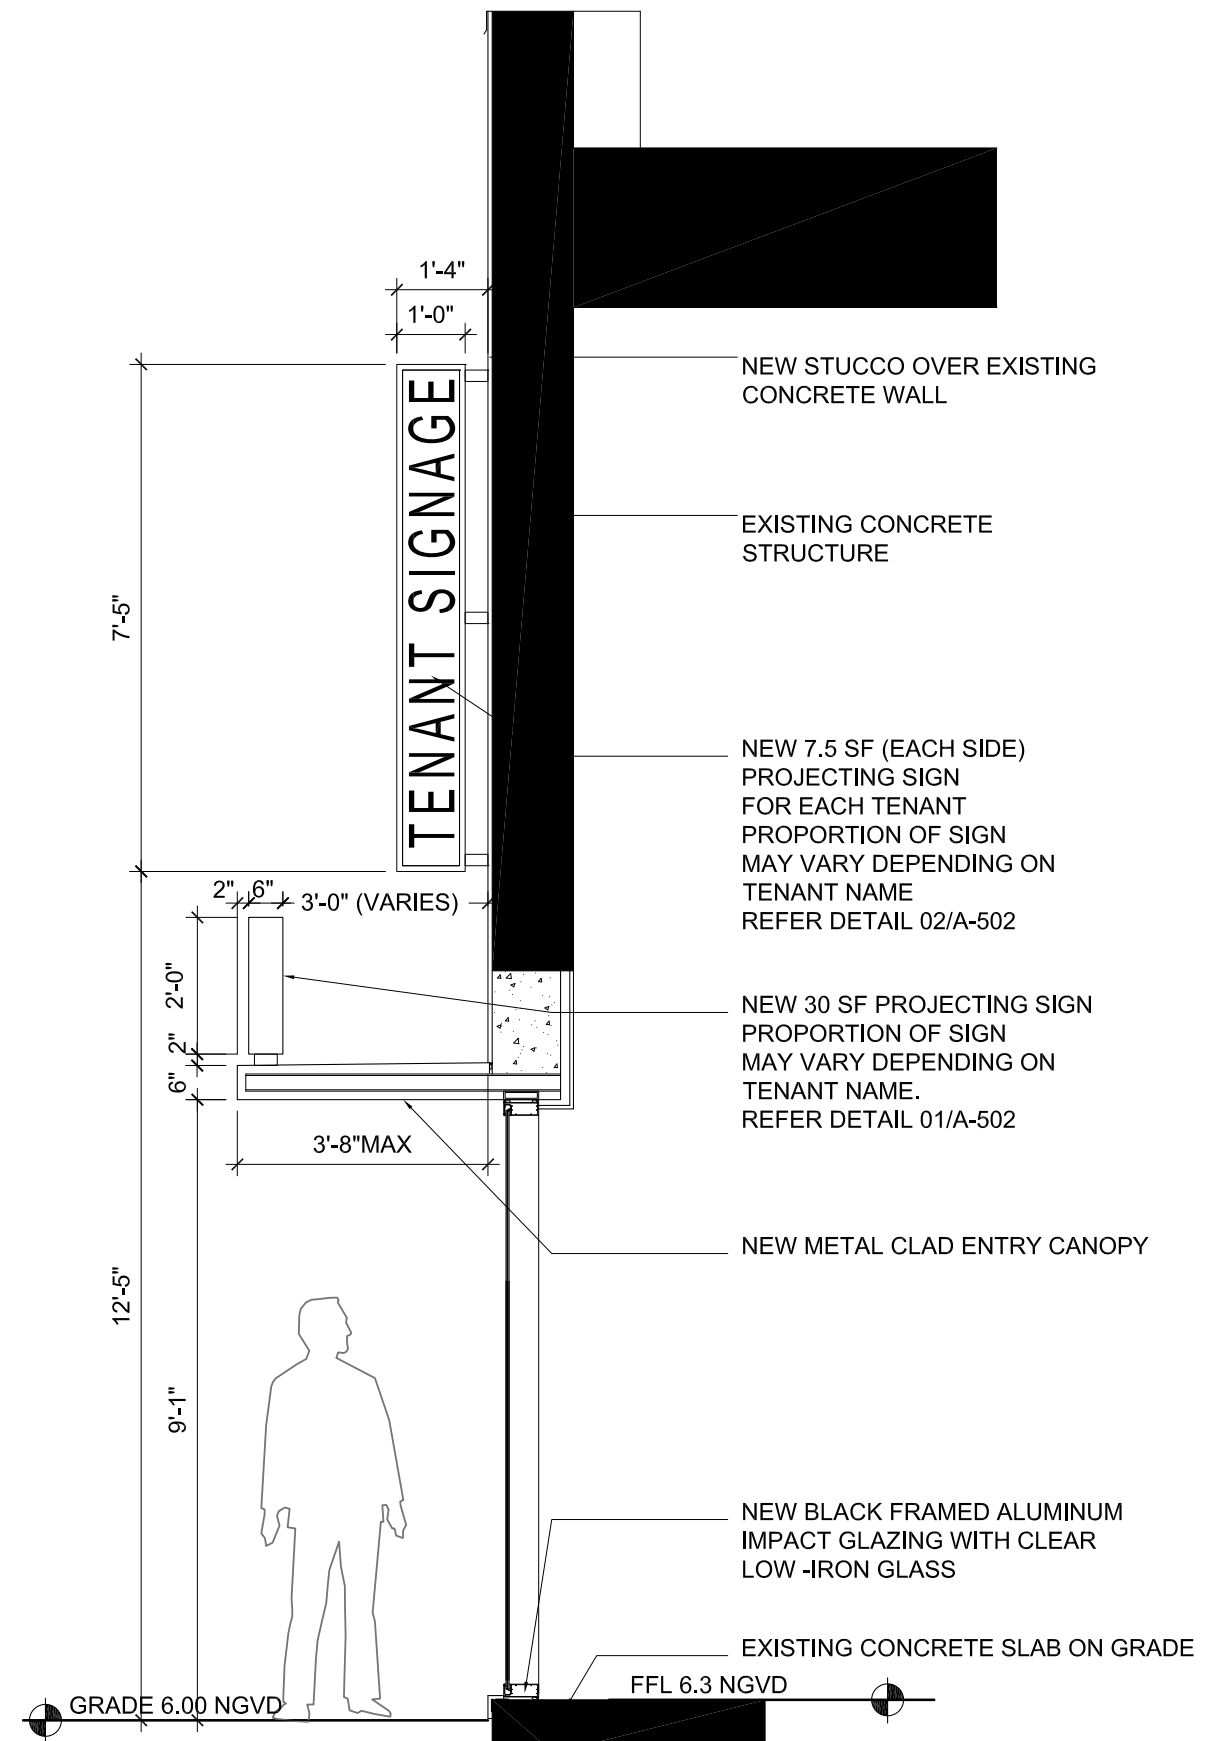 1'-4"
1'-0"
NEW STUCCO OVER EXISTING
CONCRETE WALL
TENANT SIGNAGE
EXISTING CONCRETE
STRUCTURE
7'-5"
NEW 7.5 SF (EACH SIDE)
PROJECTING SIGN
FOR EACH TENANT
PROPORTION OF SIGN
MAY VARY DEPENDING ON
TENANT NAME
REFER DETAIL 02/A-502
2" 6" 3'-0" (VARIES)
2'-0"
2"
6"
NEW 30 SF PROJECTING SIGN
PROPORTION OF SIGN
MAY VARY DEPENDING ON
TENANT NAME.
REFER DETAIL 01/A-502
3'-8"MAX
NEW METAL CLAD ENTRY CANOPY
12'-5"
9'-1"
NEW BLACK FRAMED ALUMINUM
IMPACT GLAZING WITH CLEAR
LOW -IRON GLASS
EXISTING CONCRETE SLAB ON GRADE
FFL 6.3 NGVD
GRADE 6.00 NGVD